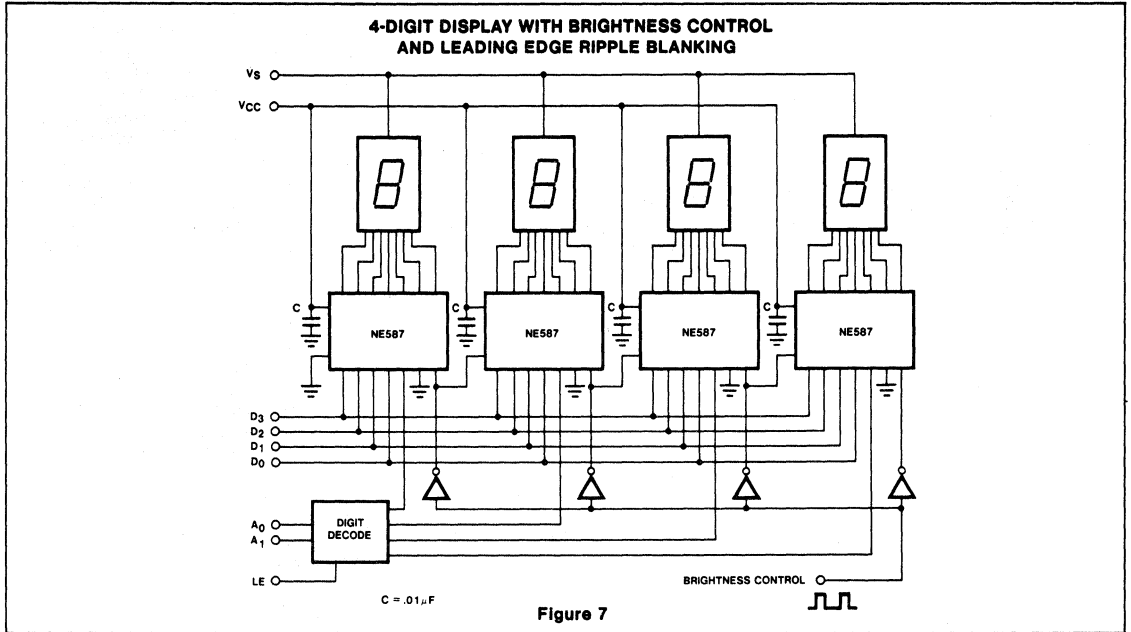 4-DIGIT DISPLAY WITH BRIGHTNESS CONTROL
AND LEADING EDGE RIPPLE BLANKING
VS
VCC
C
NE587
C
NE587
C
NE587
C
NE587
D3
D2
D1
D0
A0
A1
DIGIT
DECODE
LE
BRIGHTNESS CONTROL
C = .01µF
Figure 7